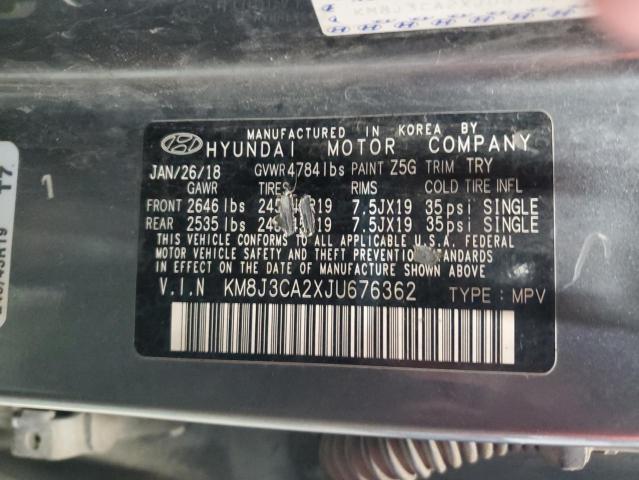 KM8J3CA2XJU
MANUFACTURED IN KOREA BY
HYUNDAI MOTOR COMPANY
JAN/26/18 GVWR 4784lbs PAINT Z5G TRIM TRY
GAWR TIRES RIMS COLD TIRE INFL
FRONT 2646 lbs 7.5JX19 35psi SINGLE
REAR 2535 lbs 7.5JX19 35psi SINGLE
THIS VEHICLE CONFORMS TO ALL APPLICABLE U.S.A. FEDERAL
MOTOR VEHICLE SAFETY AND THEFT PREVENTION STANDARDS
IN EFFECT ON THE DATE OF MANUFACTURE SHOWN ABOVE.
V.I.N KM8J3CA2XJU676362 TYPE : MPV